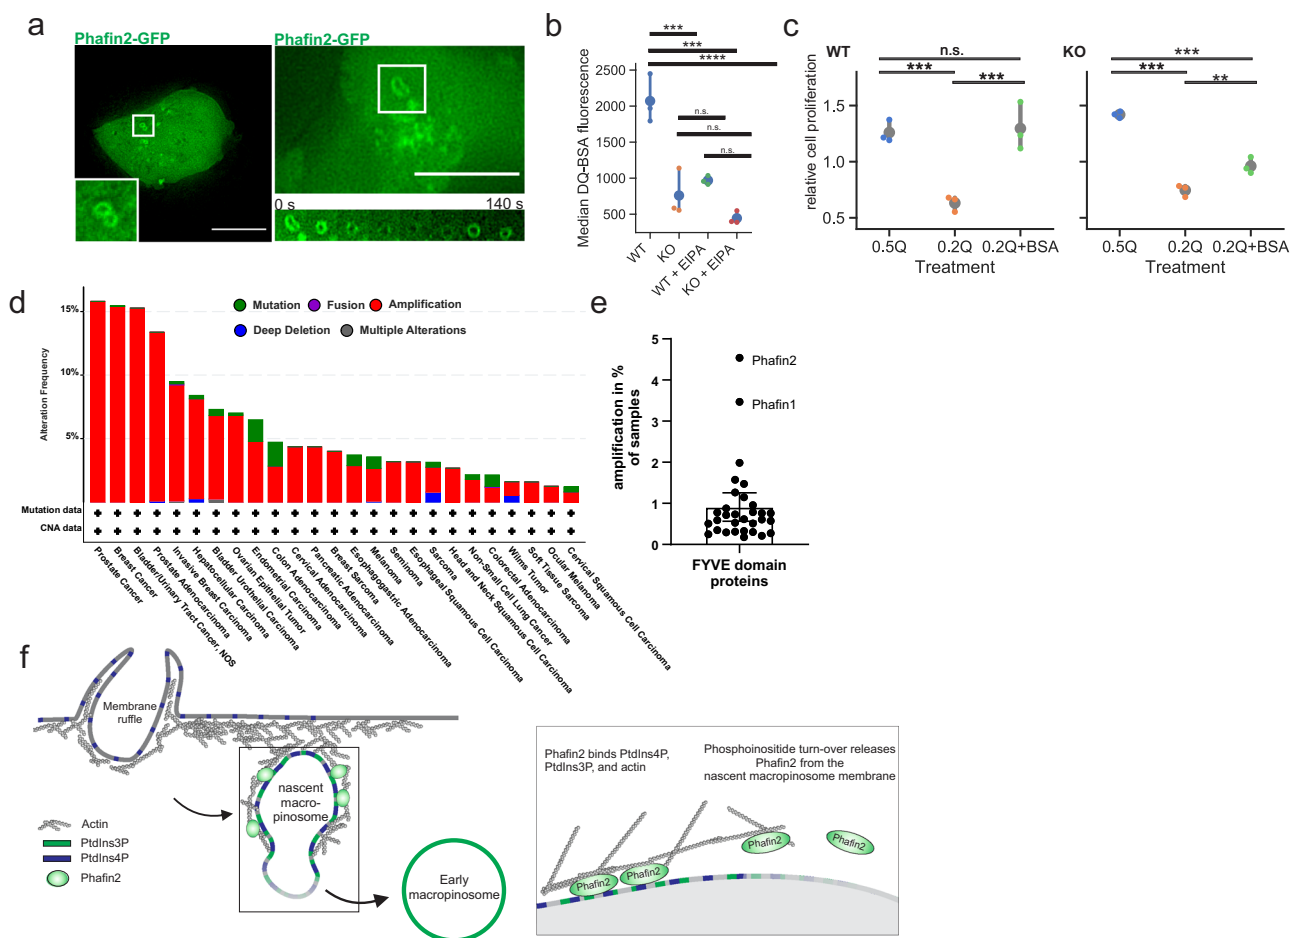 a
Phafin2-GFP
Phafin2-GFP
0 s
140 s
b
***
***
****
n.s.
n.s.
n.s.
Median DQ-BSA fluorescence
2500
2000
1500
1000
500
WT
KO
WT + EIPA
KO + EIPA
c
WT
n.s.
***
***
relative cell proliferation
1.5
1.0
0.5
0.5Q
0.2Q
0.2Q+BSA
Treatment
KO
***
***
**
0.5Q
0.2Q
0.2Q+BSA
Treatment
d
Mutation
Fusion
Amplification
Deep Deletion
Multiple Alterations
Alteration Frequency
15%
10%
5%
Mutation data
CNA data
Prostate Cancer
Breast Cancer
Bladder/Urinary Tract Cancer, NOS
Prostate Adenocarcinoma
Invasive Breast Carcinoma
Hepatocellular Carcinoma
Bladder Urothelial Carcinoma
Ovarian Epithelial Tumor
Endometrial Carcinoma
Colon Adenocarcinoma
Cervical Adenocarcinoma
Pancreatic Adenocarcinoma
Breast Sarcoma
Esophagogastric Adenocarcinoma
Melanoma
Seminoma
Esophageal Squamous Cell Carcinoma
Sarcoma
Head and Neck Squamous Cell Carcinoma
Non-Small Cell Lung Cancer
Colorectal Adenocarcinoma
Wilms Tumor
Soft Tissue Sarcoma
Ocular Melanoma
Cervical Squamous Cell Carcinoma
e
amplification in %
of samples
5
4
3
2
1
0
Phafin2
Phafin1
FYVE domain
proteins
f
Membrane
ruffle
nascent
macro-
pinosome
Actin
PtdIns3P
PtdIns4P
Phafin2
Early
macropinosome
Phafin2 binds PtdIns4P,
PtdIns3P, and actin
Phosphoinositide turn-over releases
Phafin2 from the
nascent macropinosome membrane
Phafin2
Phafin2
Phafin2
Phafin2